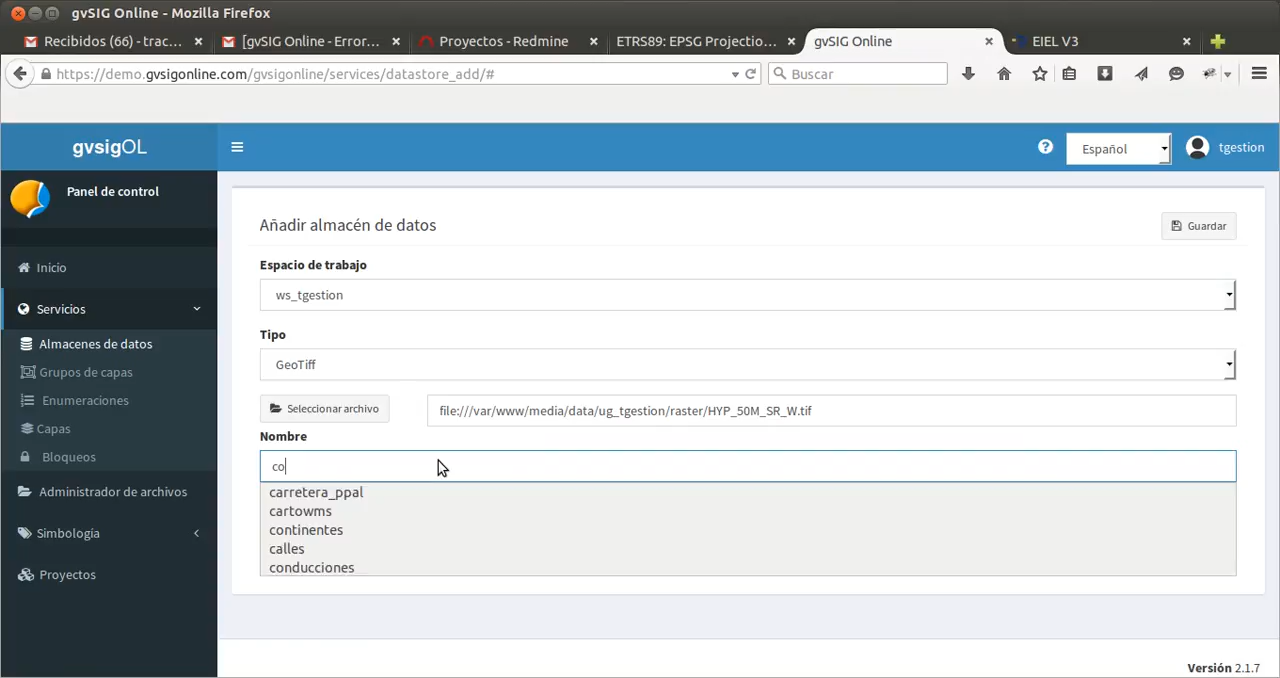 gvSIG Online - Mozilla Firefox
Recibidos (66) - trac... [gvSIG Online - Error... Proyectos - Redmine ETRS89: EPSG Projectio... gvSIG Online EIEL V3
https://demo.gvsigonline.com/gvsigonline/services/datastore_add/# Buscar
gvsigOL Español tgestion
Panel de control
Inicio
Servicios
Almacenes de datos
Grupos de capas
Enumeraciones
Capas
Bloqueos
Administrador de archivos
Simbología
Proyectos
Añadir almacén de datos Guardar
Espacio de trabajo
ws_tgestion
Tipo
GeoTiff
Seleccionar archivo file:///var/www/media/data/ug_tgestion/raster/HYP_50M_SR_W.tif
Nombre
co
carretera_ppal
cartowms
continentes
calles
conducciones
Versión 2.1.7